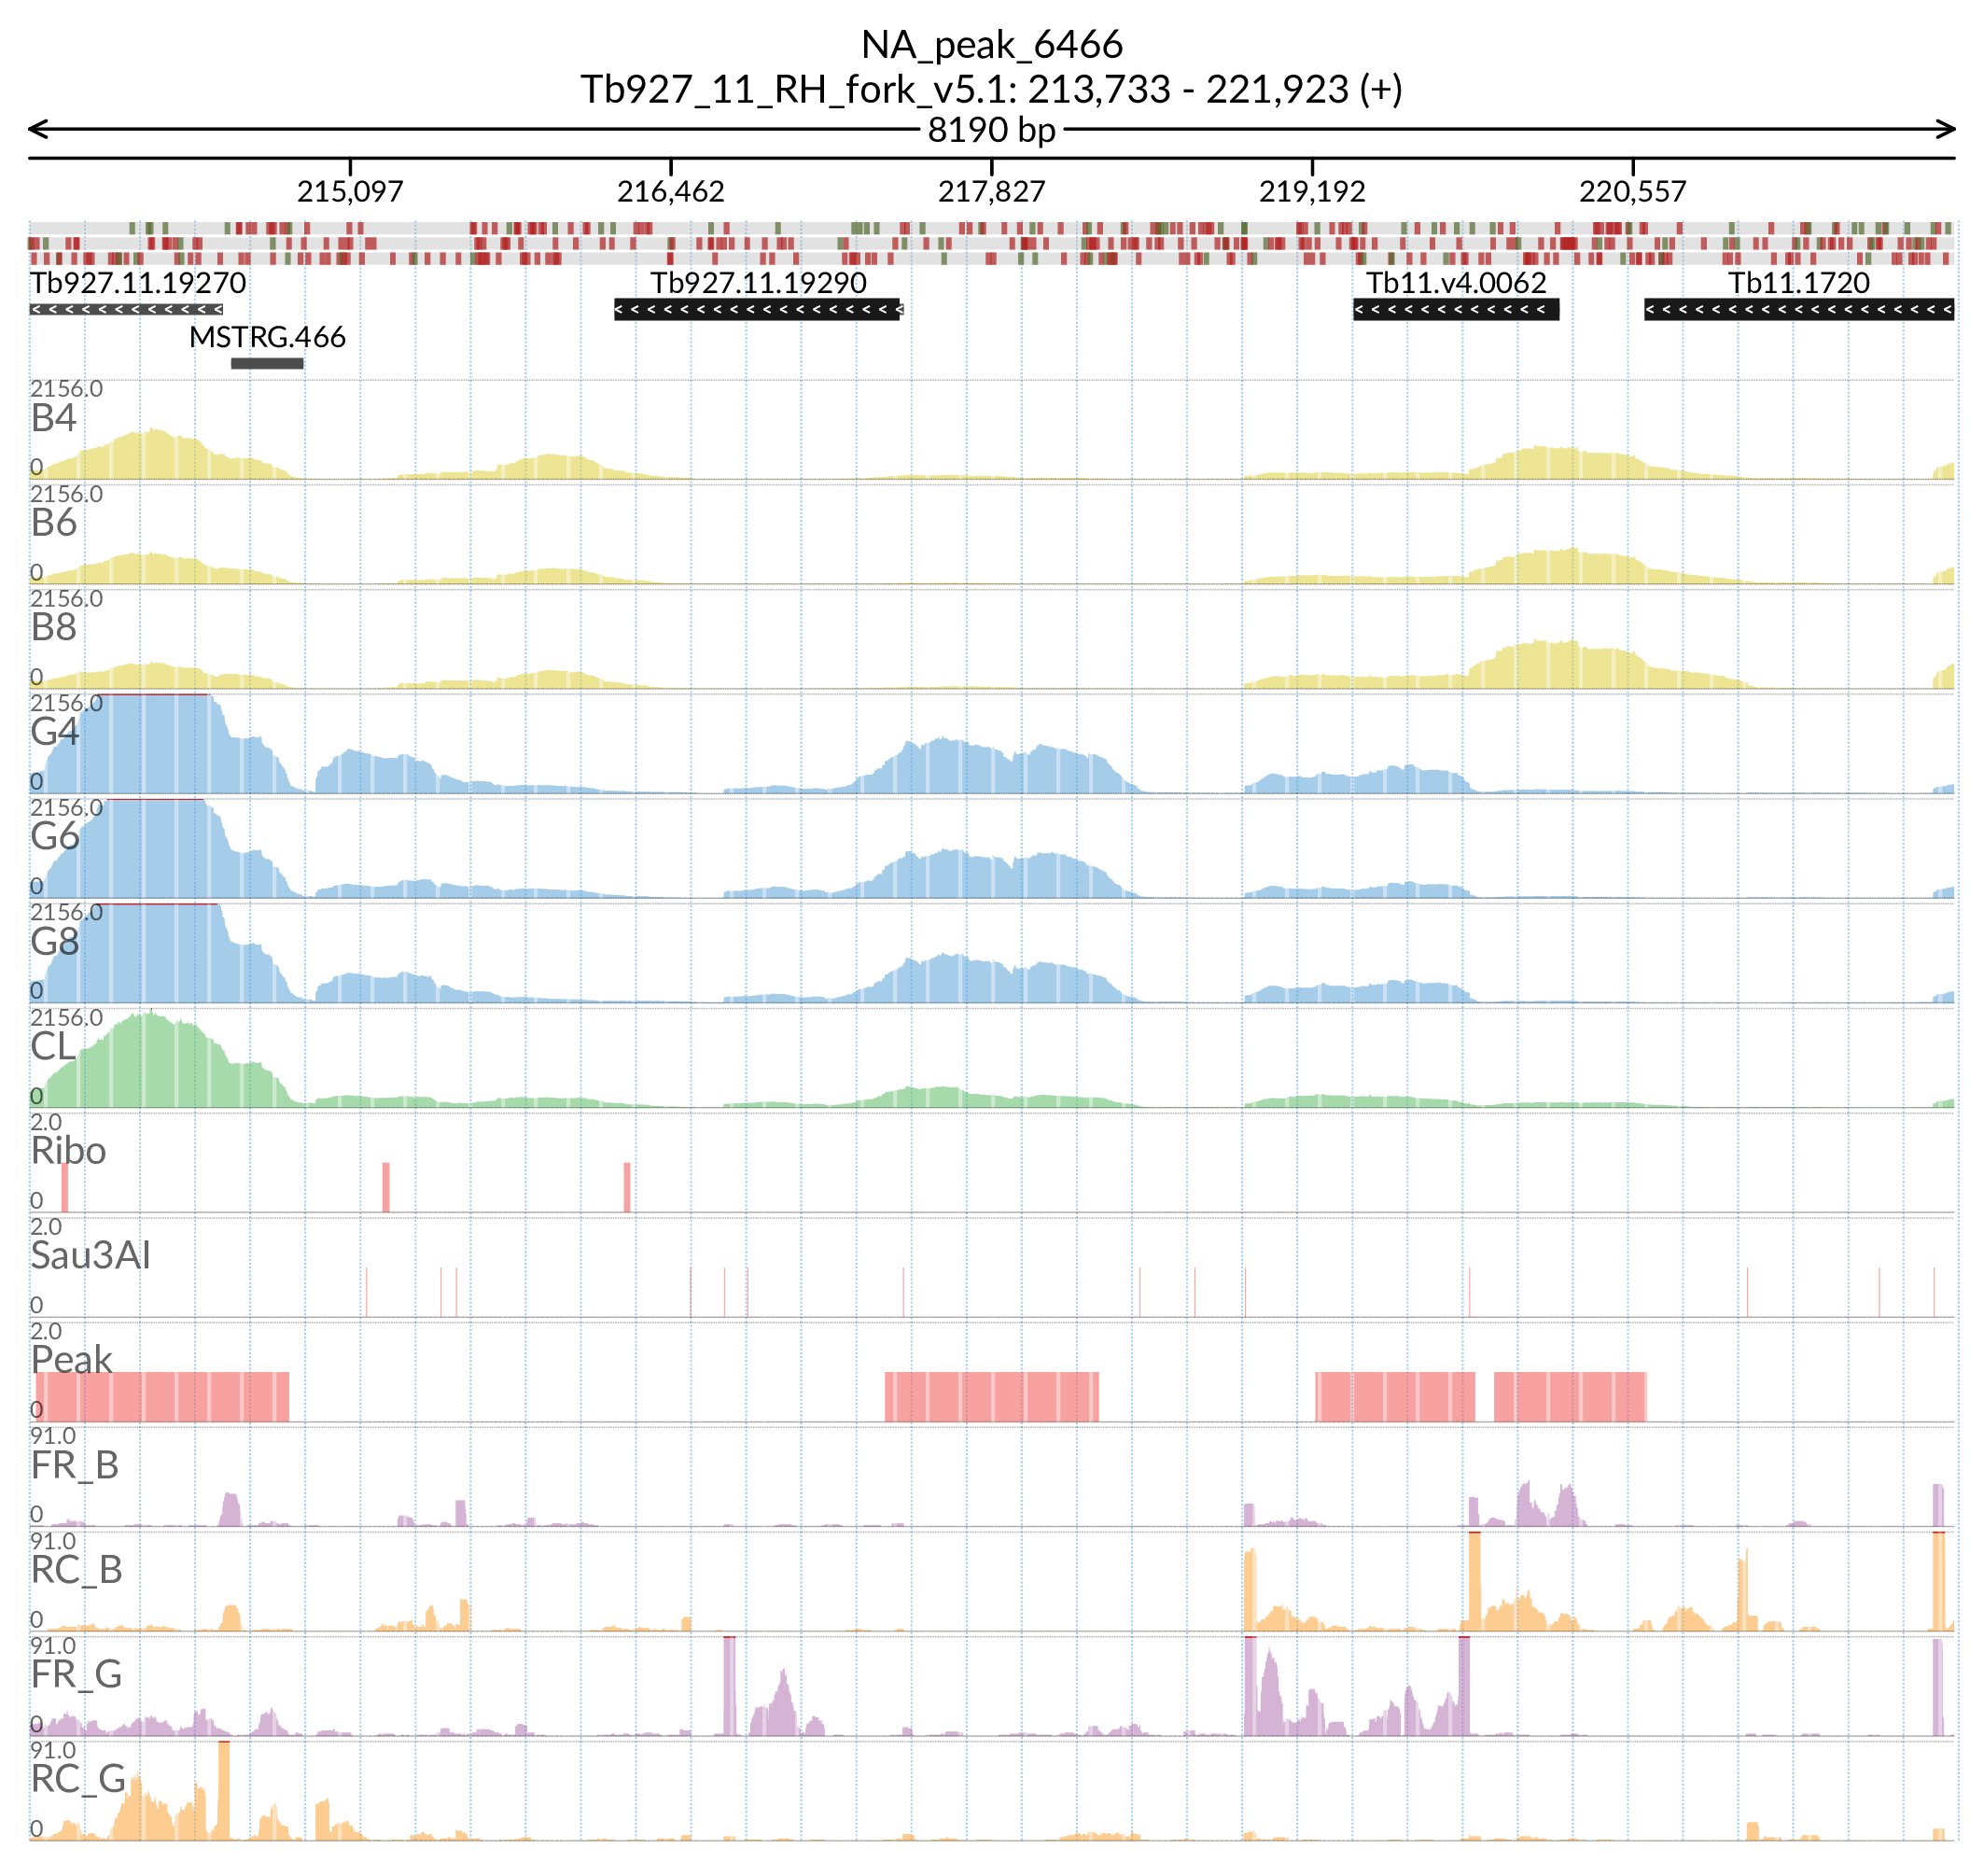 NA_peak_6466
Tb927_11_RH_fork_v5.1: 213,733 - 221,923 (+)
8190 bp
215,097 216,462 217,827 219,192 220,557
Tb927.11.19270 Tb927.11.19290 Tb11.v4.0062 Tb11.1720
MSTRG.466
2156.0
B4
0
2156.0
B6
0
2156.0
B8
0
2156.0
G4
0
2156.0
G6
0
2156.0
G8
0
2156.0
CL
0
2.0
Ribo
0
2.0
Sau3AI
0
2.0
Peak
0
91.0
FR_B
0
91.0
RC_B
0
91.0
FR_G
0
91.0
RC_G
0